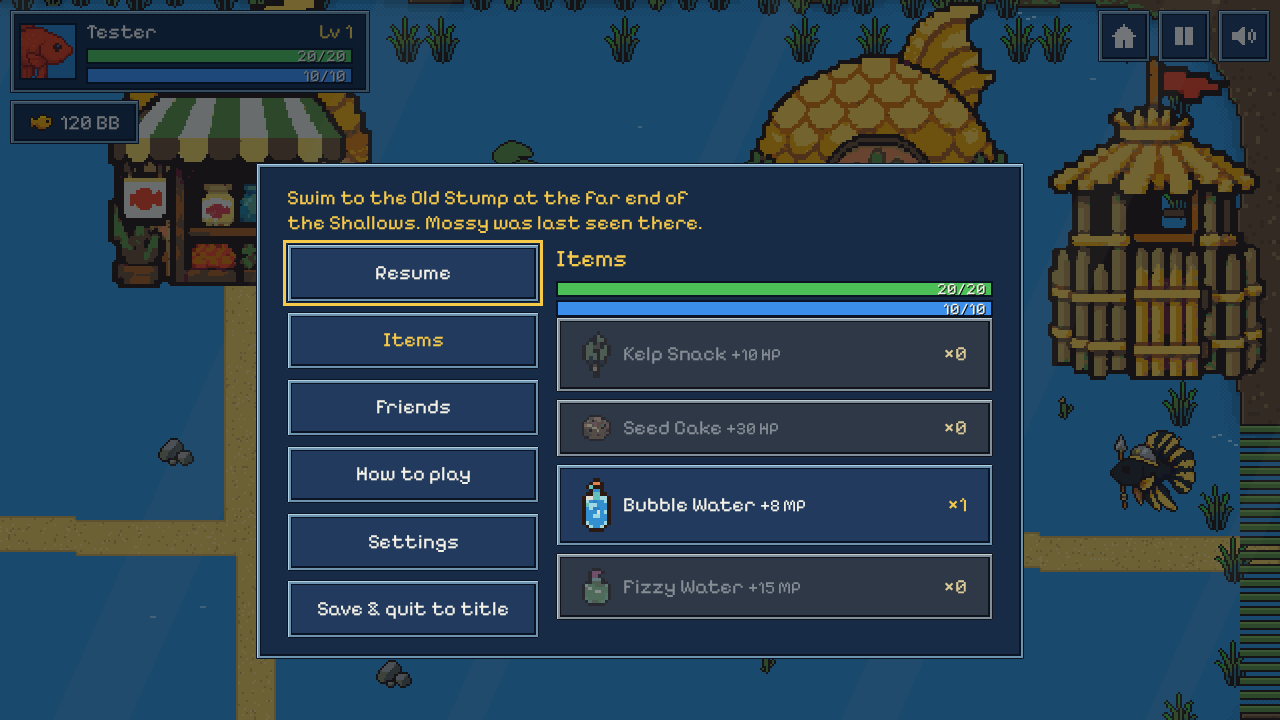 Tester Lv 1
20/20
10/10
120 BB
Swim to the Old Stump at the far end of
the Shallows. Mossy was last seen there.
Resume
Items
Friends
How to play
Settings
Save & quit to title
Items
20/20
10/10
Kelp Snack +10 HP ×0
Seed Cake +30 HP ×0
Bubble Water +8 MP ×1
Fizzy Water +15 MP ×0